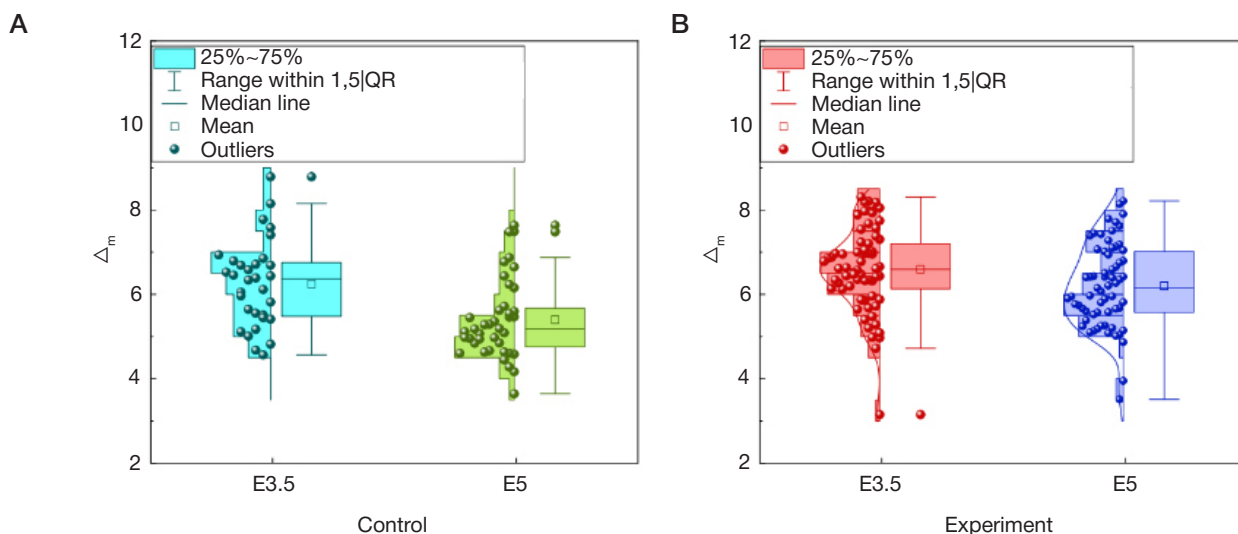 A
12
10
8
6
4
2
△m
25%~75%
Range within 1,5|QR
Median line
Mean
Outliers
E3.5
E5
Control
B
12
10
8
6
4
2
△m
25%~75%
Range within 1,5|QR
Median line
Mean
Outliers
E3.5
E5
Experiment